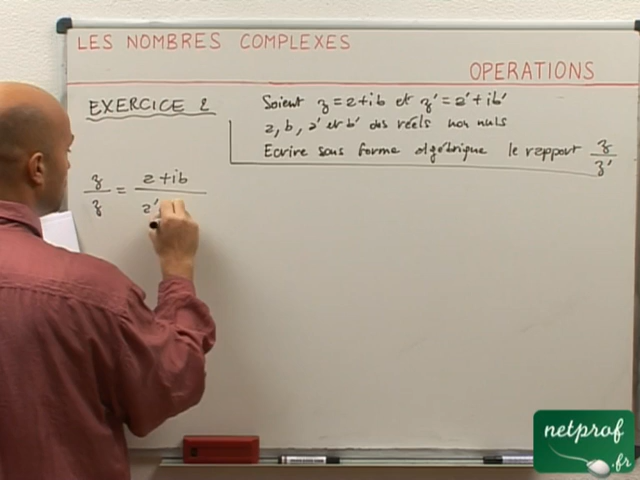 LES NOMBRES COMPLEXES
OPERATIONS
EXERCICE 2
Soient z = a + ib et z' = a' + ib'
a, b, a' et b' des réels non nuls
Ecrire sous forme algébrique le rapport z/z'
z/z = a + ib / a'
netprof
.fr